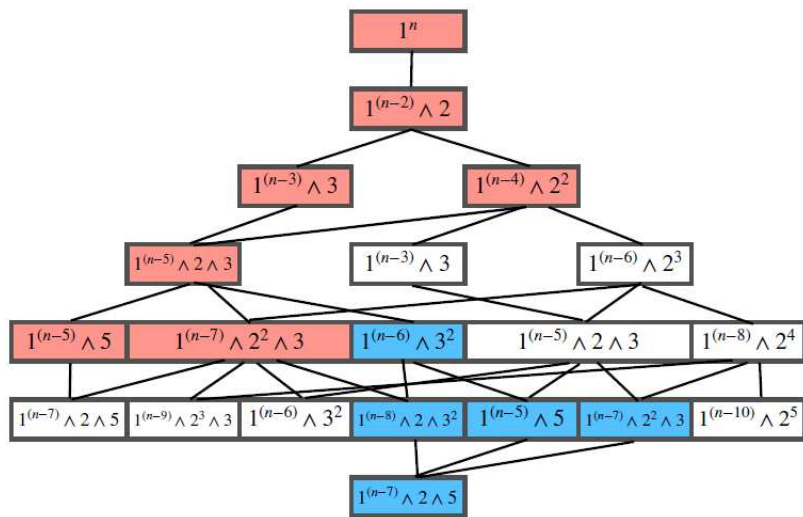 1^n
1^(n−2) ∧ 2
1^(n−3) ∧ 3 1^(n−4) ∧ 2^2
1^(n−5) ∧ 2 ∧ 3 1^(n−3) ∧ 3 1^(n−6) ∧ 2^3
1^(n−5) ∧ 5 1^(n−7) ∧ 2^2 ∧ 3 1^(n−6) ∧ 3^2 1^(n−5) ∧ 2 ∧ 3 1^(n−8) ∧ 2^4
1^(n−7) ∧ 2 ∧ 5 1^(n−9) ∧ 2^3 ∧ 3 1^(n−6) ∧ 3^2 1^(n−8) ∧ 2 ∧ 3^2 1^(n−5) ∧ 5 1^(n−7) ∧ 2^2 ∧ 3 1^(n−10) ∧ 2^5
1^(n−7) ∧ 2 ∧ 5